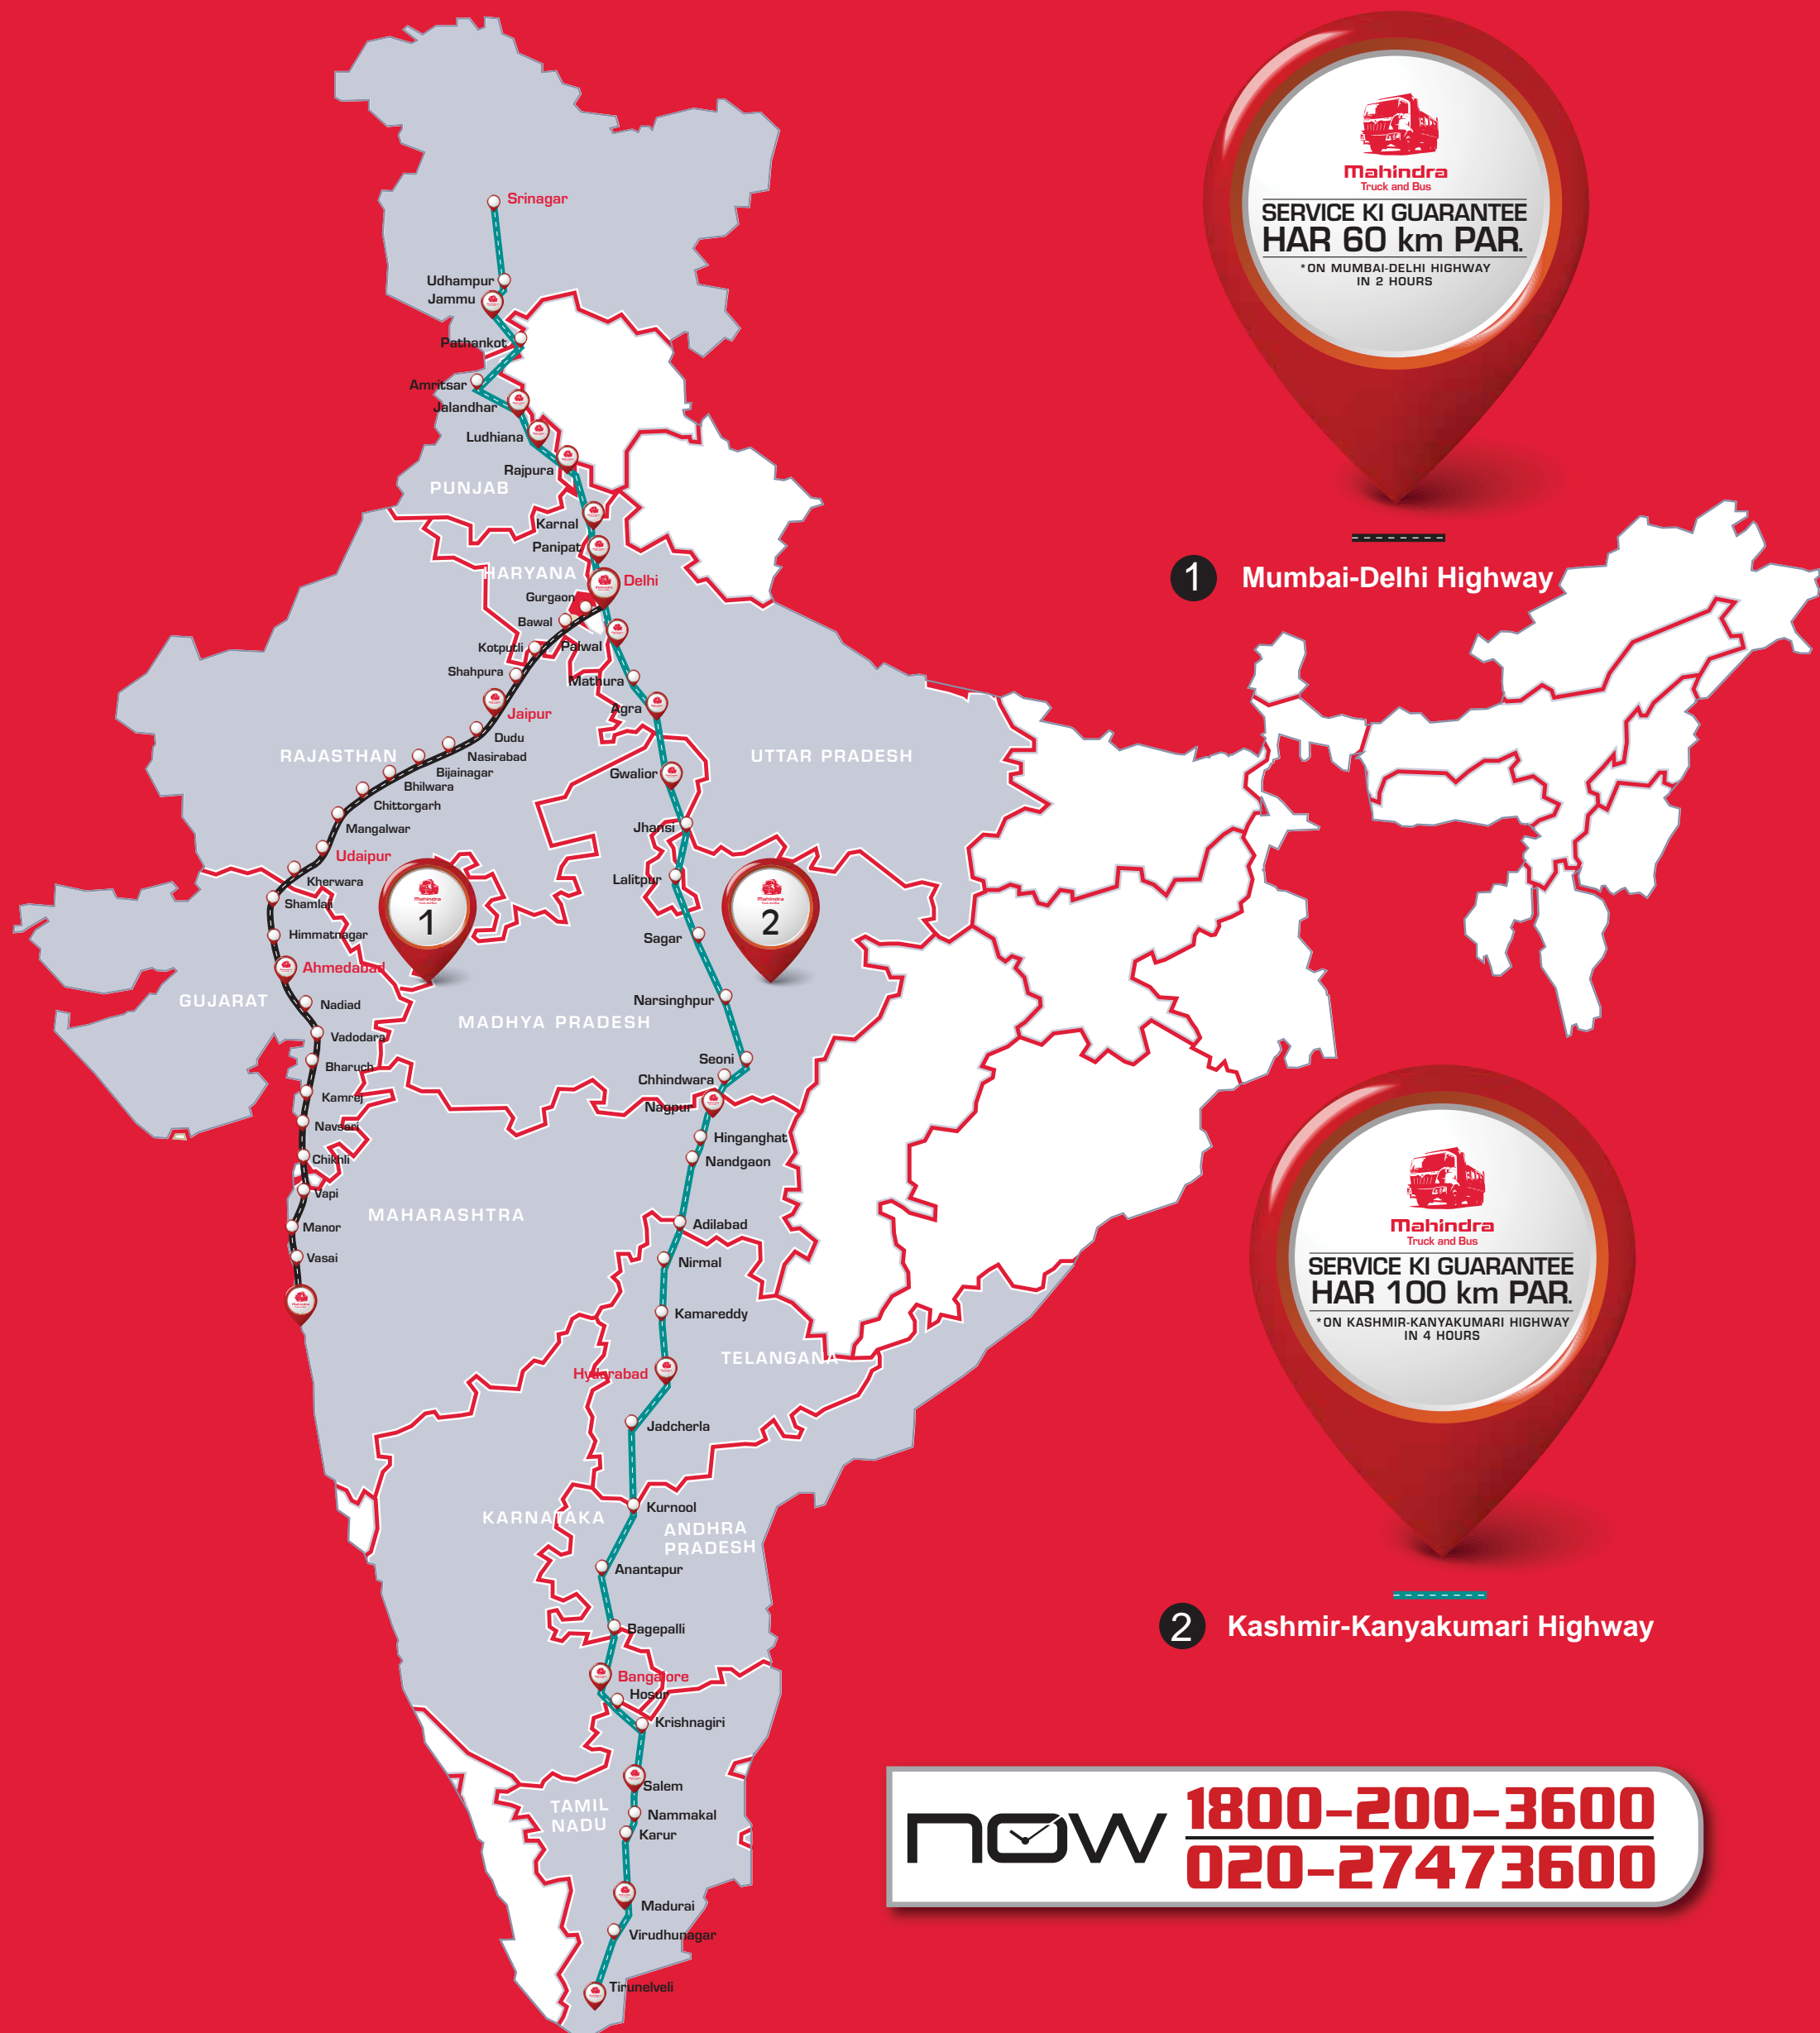 Srinagar
Udhampur
Jammu
Pathankot
Amritsar
Jalandhar
Ludhiana
Rajpura
PUNJAB
Karnal
Panipat
HARYANA
Delhi
Gurgaon
Bawal
Kotputli
Palwal
Shahpura
Mathura
Jaipur
Agra
Dudu
Nasirabad
RAJASTHAN
UTTAR PRADESH
Bijainagar
Gwalior
Bhilwara
Chittorgarh
Mangalwar
Jhansi
Udaipur
Kherwara
Lalitpur
Shamlaji
Himmatnagar
Mahindra
1
Mahindra
2
Sagar
Ahmedabad
GUJARAT
Nadiad
Narsinghpur
MADHYA PRADESH
Vadodara
Seoni
Bharuch
Chhindwara
Kamrej
Nagpur
Navsari
Hinganghat
Chikhli
Nandgaon
Vapi
MAHARASHTRA
Manor
Adilabad
Vasai
Nirmal
Kamareddy
TELANGANA
Hyderabad
Jadcherla
Kurnool
KARNATAKA
ANDHRA
PRADESH
Anantapur
Bagepalli
Bangalore
Hosur
Krishnagiri
Salem
TAMIL
NADU
Nammakal
Karur
Madurai
Virudhunagar
Tirunelveli
Mahindra
Truck and Bus
SERVICE KI GUARANTEE
HAR 60 km PAR.
*ON MUMBAI-DELHI HIGHWAY
IN 2 HOURS
1 Mumbai-Delhi Highway
Mahindra
Truck and Bus
SERVICE KI GUARANTEE
HAR 100 km PAR.
*ON KASHMIR-KANYAKUMARI HIGHWAY
IN 4 HOURS
2 Kashmir-Kanyakumari Highway
now
1800-200-3600
020-27473600